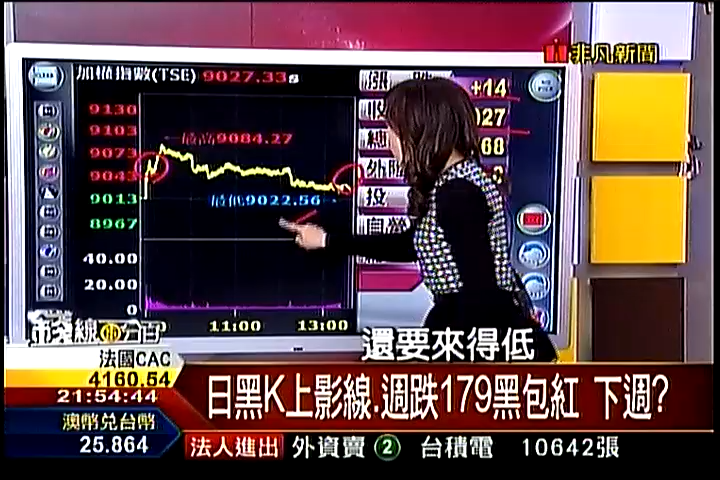 非凡新聞
加權指數(TSE) 9027.33
漲 跌 +14
9130
9103
9073
9043
9013
8967
40.00
20.00
0
←最高9084.27
最低9022.56→
收
027
總
68
外
投
自營
11:00
13:00
還要來得低
法國CAC
4160.54
21:54:44
日黑K上影線.週跌179黑包紅 下週?
澳幣兌台幣
25.864
法人進出 外資賣 2 台積電 10642張